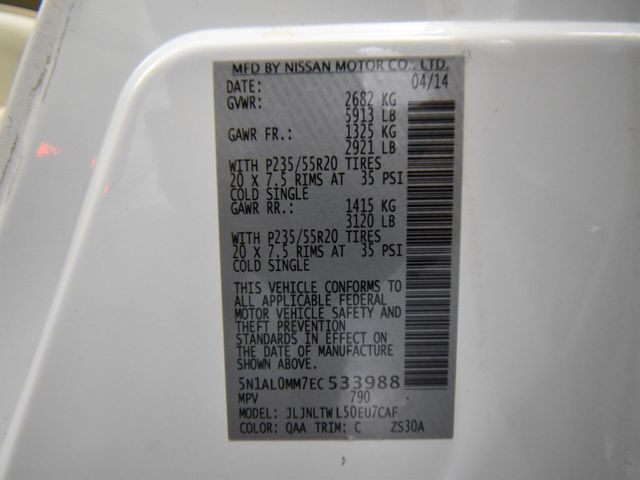 MFD BY NISSAN MOTOR CO., LTD.
DATE: 04/14
GVWR: 2682 KG
5913 LB
GAWR FR.: 1325 KG
2921 LB
WITH P235/55R20 TIRES
20 X 7.5 RIMS AT 35 PSI
COLD SINGLE
GAWR RR.: 1415 KG
3120 LB
WITH P235/55R20 TIRES
20 X 7.5 RIMS AT 35 PSI
COLD SINGLE
THIS VEHICLE CONFORMS TO
ALL APPLICABLE FEDERAL
MOTOR VEHICLE SAFETY AND
THEFT PREVENTION
STANDARDS IN EFFECT ON
THE DATE OF MANUFACTURE
SHOWN ABOVE.
5N1AL0MM7EC533988
MPV 790
MODEL: JLJNLTWL50EU7CAF
COLOR: QAA TRIM: C ZS30A